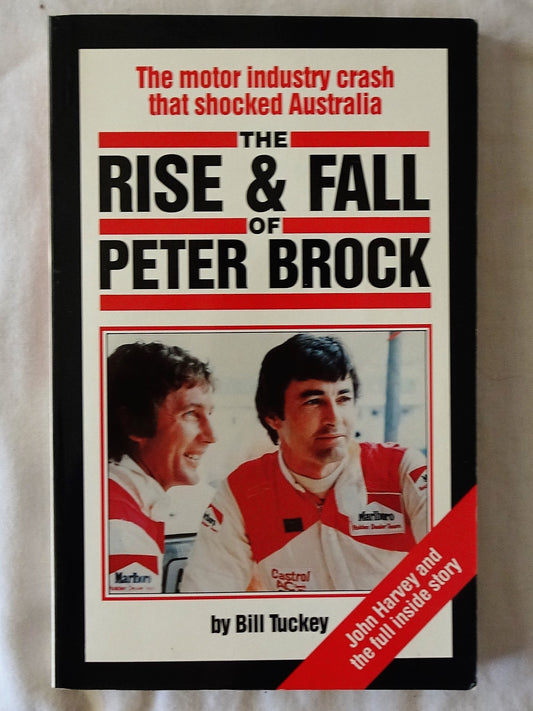 The motor industry crash
that shocked Australia
THE
RISE & FALL
OF
PETER BROCK
Marlboro
Holden Dealer Team
Marlboro
Castrol
by Bill Tuckey
John Harvey and
the full inside story